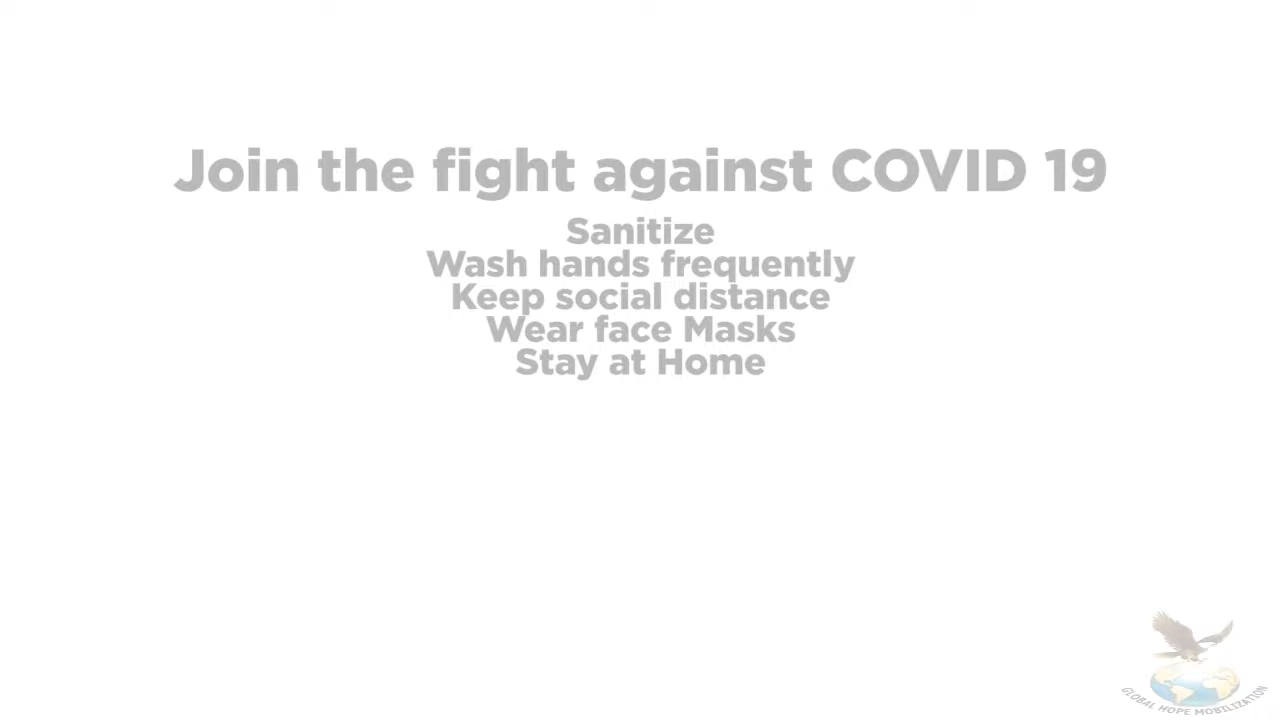 Join the fight against COVID 19
Sanitize
Wash hands frequently
Keep social distance
Wear face Masks
Stay at Home
GLOBAL HOPE MOBILIZATION